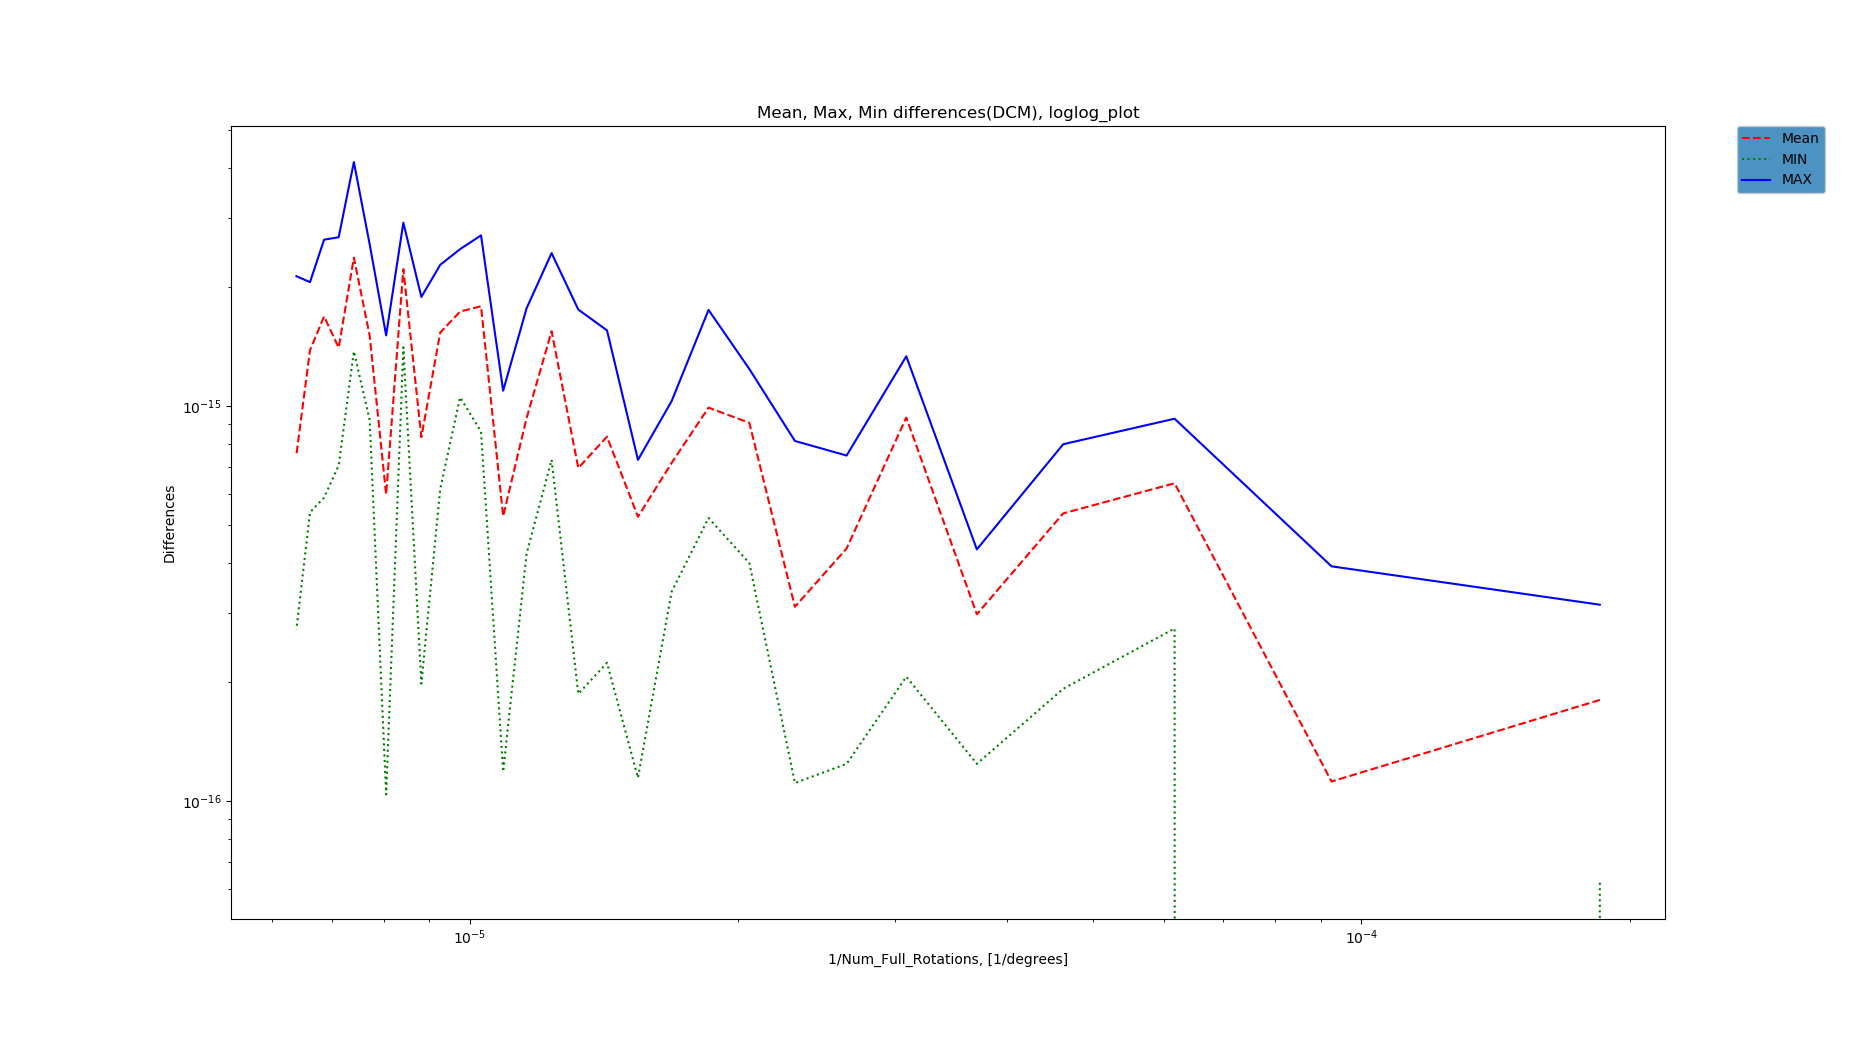 Mean, Max, Min differences(DCM), loglog_plot
Mean
MIN
MAX
Differences
10⁻¹⁵
10⁻¹⁶
10⁻⁵
10⁻⁴
1/Num_Full_Rotations, [1/degrees]